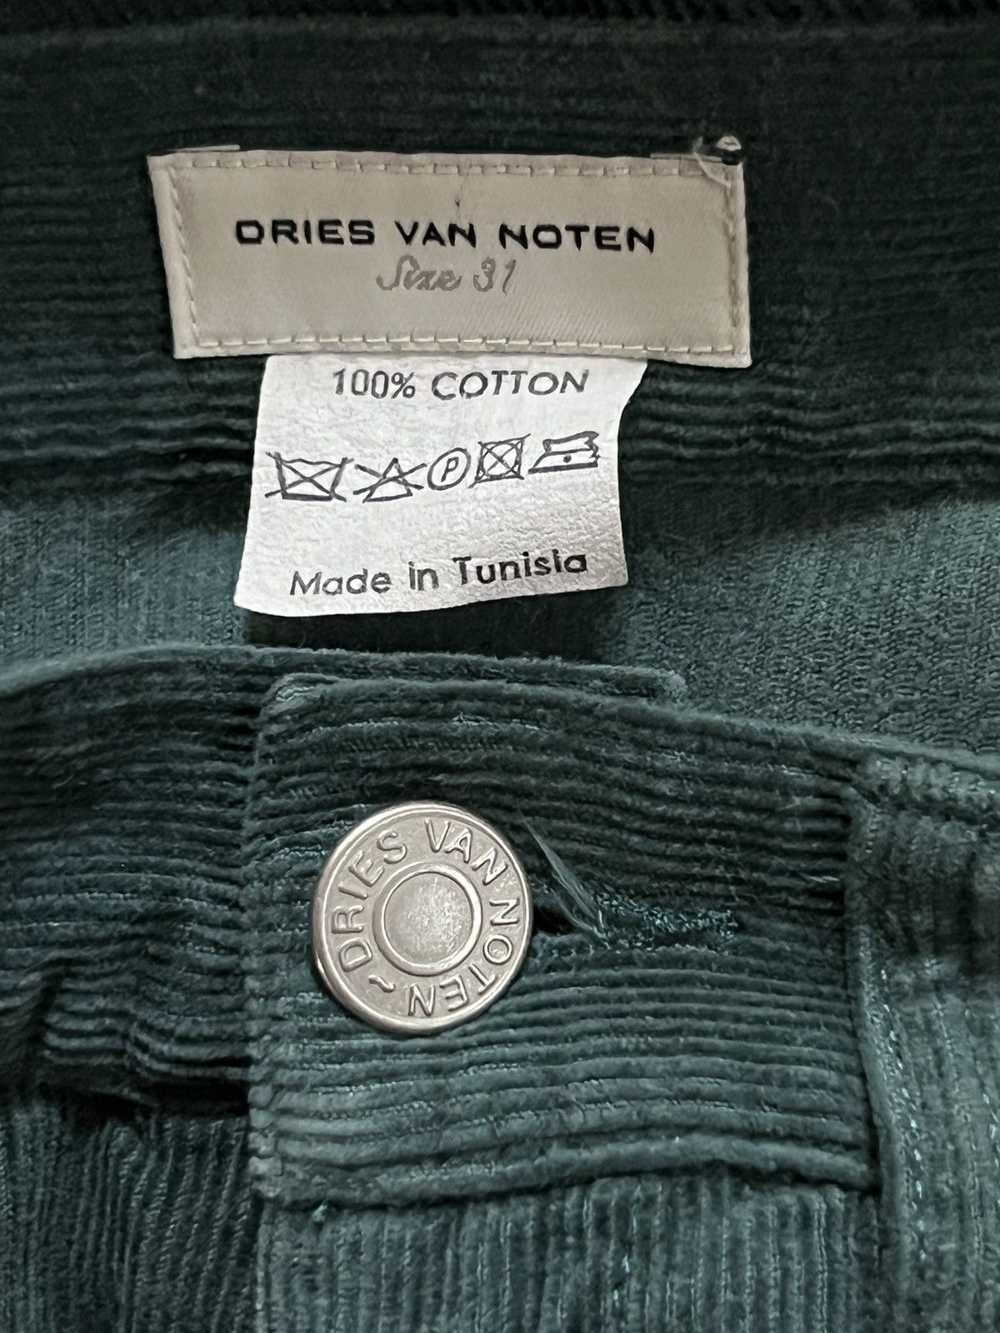 DRIES VAN NOTEN
Size 31
100% COTTON
P
Made in Tunisia
DRIES VAN NOTEN ~